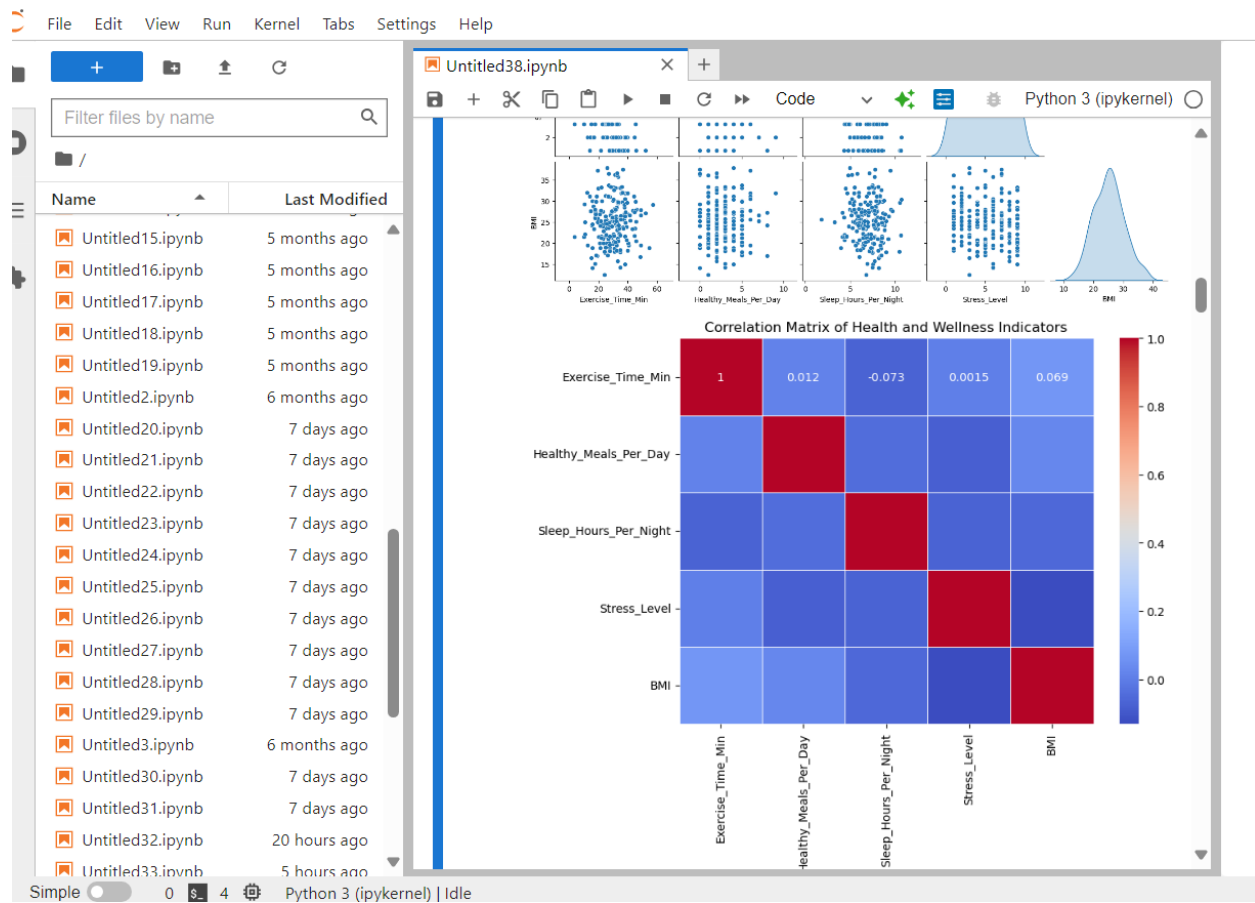 File Edit View Run Kernel Tabs Settings Help
+
Filter files by name
/
Name Last Modified
Untitled15.ipynb 5 months ago
Untitled16.ipynb 5 months ago
Untitled17.ipynb 5 months ago
Untitled18.ipynb 5 months ago
Untitled19.ipynb 5 months ago
Untitled2.ipynb 6 months ago
Untitled20.ipynb 7 days ago
Untitled21.ipynb 7 days ago
Untitled22.ipynb 7 days ago
Untitled23.ipynb 7 days ago
Untitled24.ipynb 7 days ago
Untitled25.ipynb 7 days ago
Untitled26.ipynb 7 days ago
Untitled27.ipynb 7 days ago
Untitled28.ipynb 7 days ago
Untitled29.ipynb 7 days ago
Untitled3.ipynb 6 months ago
Untitled30.ipynb 7 days ago
Untitled31.ipynb 7 days ago
Untitled32.ipynb 20 hours ago
Untitled33.ipynb 5 hours ago
Untitled38.ipynb
Code Python 3 (ipykernel)
2
35
30
25
20
15
BMI
0 20 40 60 0 5 10 0 5 10 0 5 10 10 20 30 40
Exercise_Time_Min Healthy_Meals_Per_Day Sleep_Hours_Per_Night Stress_Level BMI
Correlation Matrix of Health and Wellness Indicators
Exercise_Time_Min 1 0.012 -0.073 0.0015 0.069
Healthy_Meals_Per_Day
Sleep_Hours_Per_Night
Stress_Level
BMI
Exercise_Time_Min
Healthy_Meals_Per_Day
Sleep_Hours_Per_Night
Stress_Level
BMI
1.0
0.8
0.6
0.4
0.2
0.0
Simple 0 $_ 4 Python 3 (ipykernel) | Idle